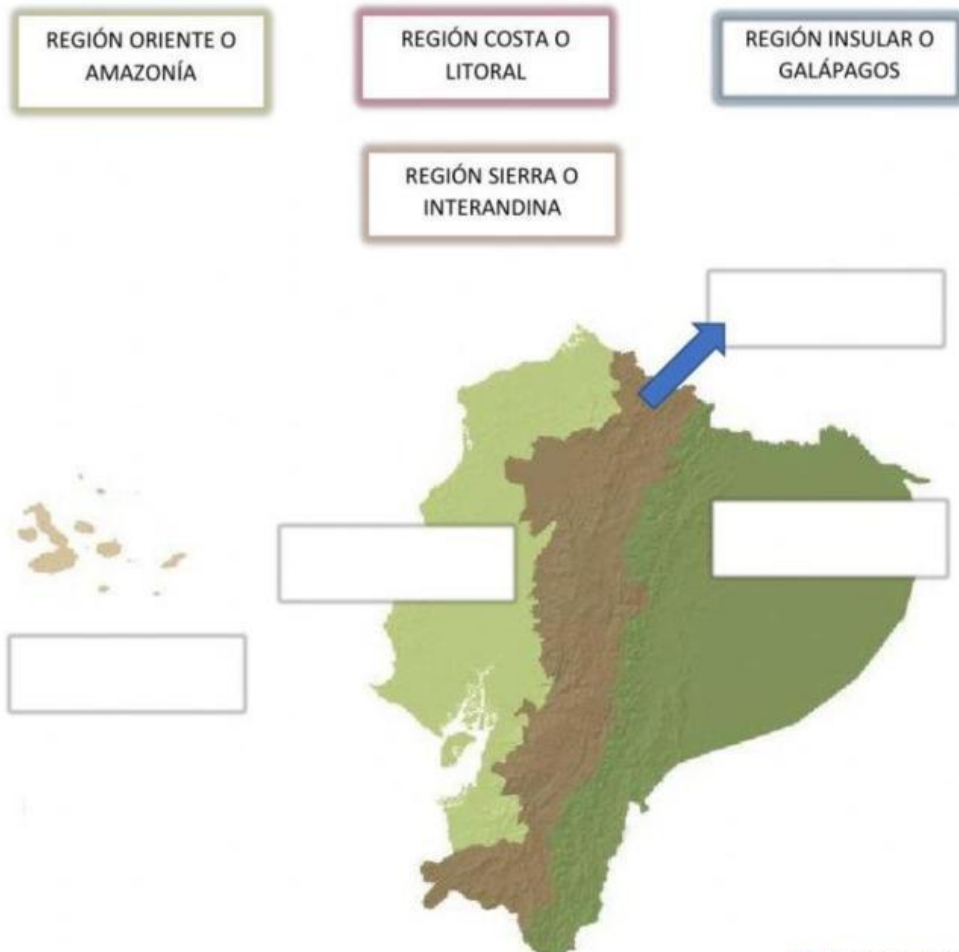 REGIÓN ORIENTE O
AMAZONÍA
REGIÓN COSTA O
LITORAL
REGIÓN INSULAR O
GALÁPAGOS
REGIÓN SIERRA O
INTERANDINA